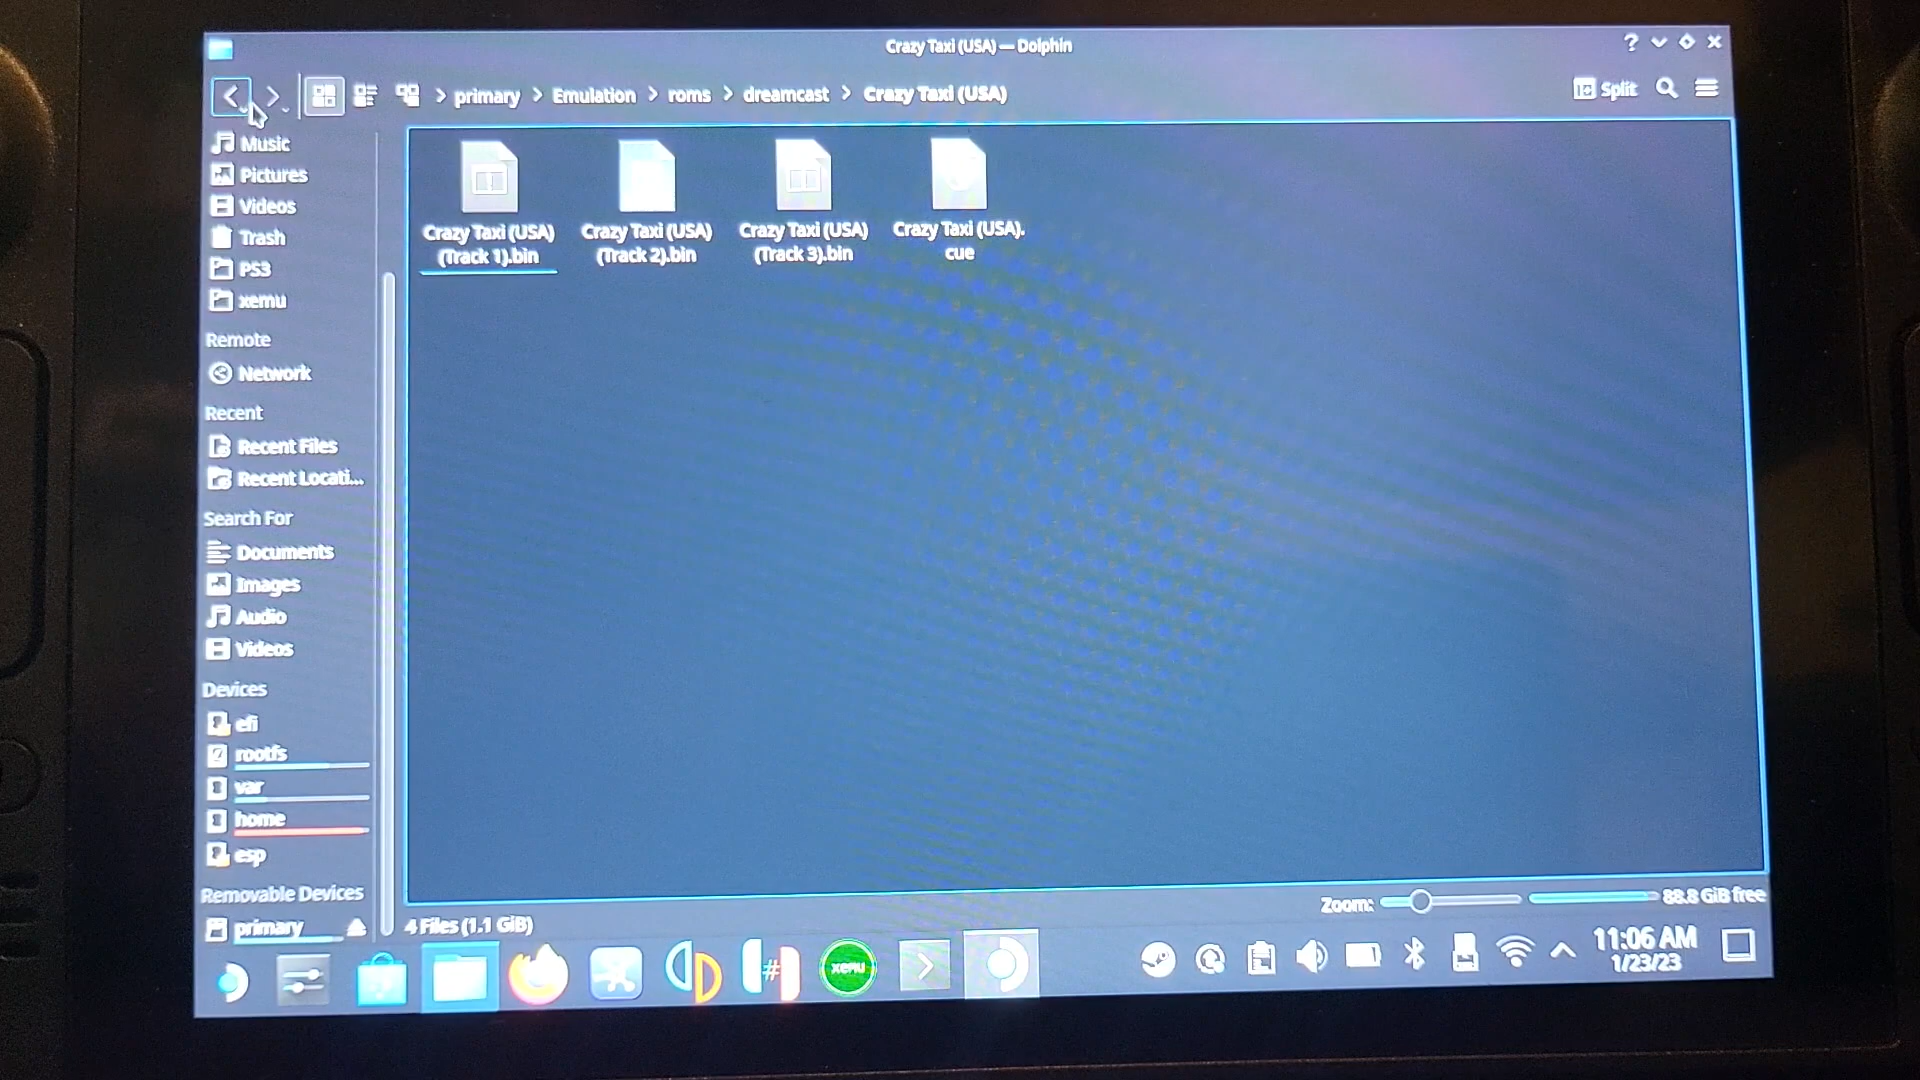 Crazy Taxi (USA) — Dolphin
primary > Emulation > roms > dreamcast > Crazy Taxi (USA)
Split
Music
Pictures
Videos
Trash
PS3
xemu
Remote
Network
Recent
Recent Files
Recent Locati...
Search For
Documents
Images
Audio
Videos
Devices
efi
rootfs
var
home
esp
Removable Devices
primary
Crazy Taxi (USA)
(Track 1).bin
Crazy Taxi (USA)
(Track 2).bin
Crazy Taxi (USA)
(Track 3).bin
Crazy Taxi (USA).
cue
4 Files (1.1 GiB)
Zoom:
88.8 GiB free
xemu
11:06 AM
1/23/23